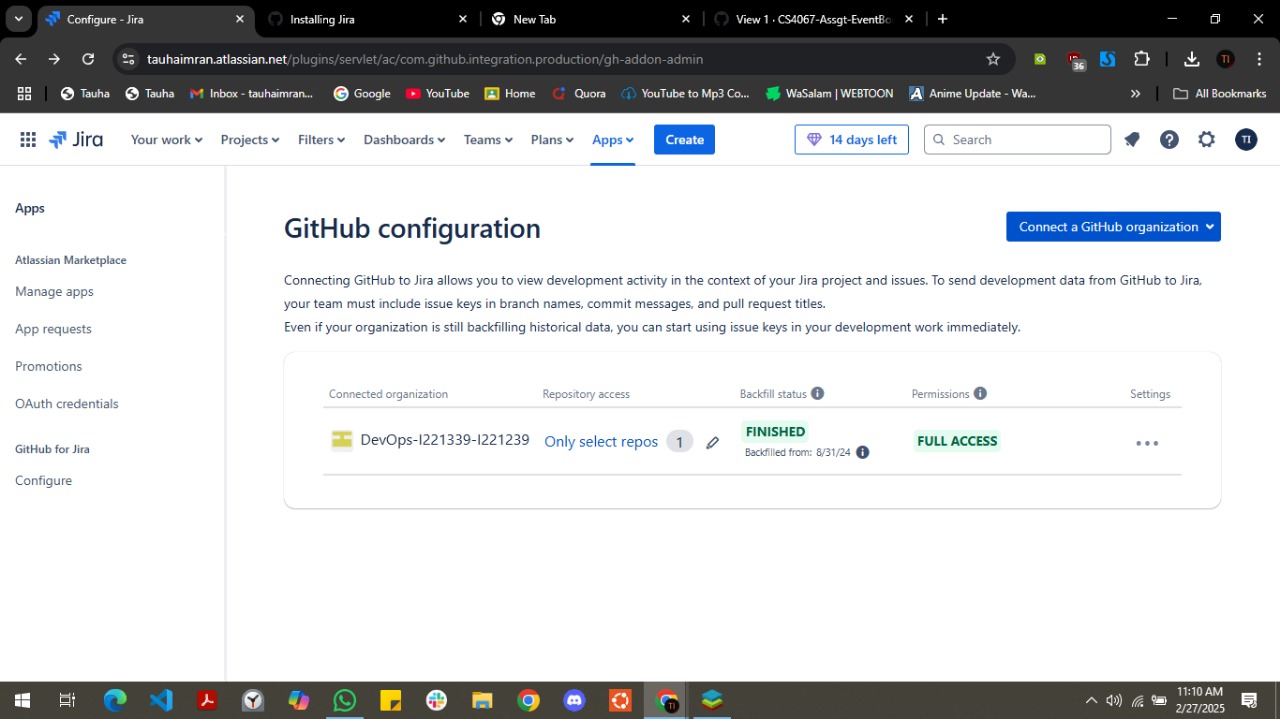 Configure - Jira
Installing Jira
New Tab
View 1 · CS4067-Assgt-EventBo
tauhaimran.atlassian.net/plugins/servlet/ac/com.github.integration.production/gh-addon-admin
36
TI
Tauha
Tauha
Inbox - tauhaimran...
Google
YouTube
Home
Quora
YouTube to Mp3 Co...
WaSalam | WEBTOON
Anime Update - Wa...
»
All Bookmarks
Jira
Your work
Projects
Filters
Dashboards
Teams
Plans
Apps
Create
14 days left
Search
TI
Apps
Atlassian Marketplace
Manage apps
App requests
Promotions
OAuth credentials
GitHub for Jira
Configure
GitHub configuration
Connect a GitHub organization
Connecting GitHub to Jira allows you to view development activity in the context of your Jira project and issues. To send development data from GitHub to Jira,
your team must include issue keys in branch names, commit messages, and pull request titles.
Even if your organization is still backfilling historical data, you can start using issue keys in your development work immediately.
Connected organization
Repository access
Backfill status
Permissions
Settings
DevOps-I221339-I221239
Only select repos
1
FINISHED
Backfilled from: 8/31/24
FULL ACCESS
11:10 AM
2/27/2025